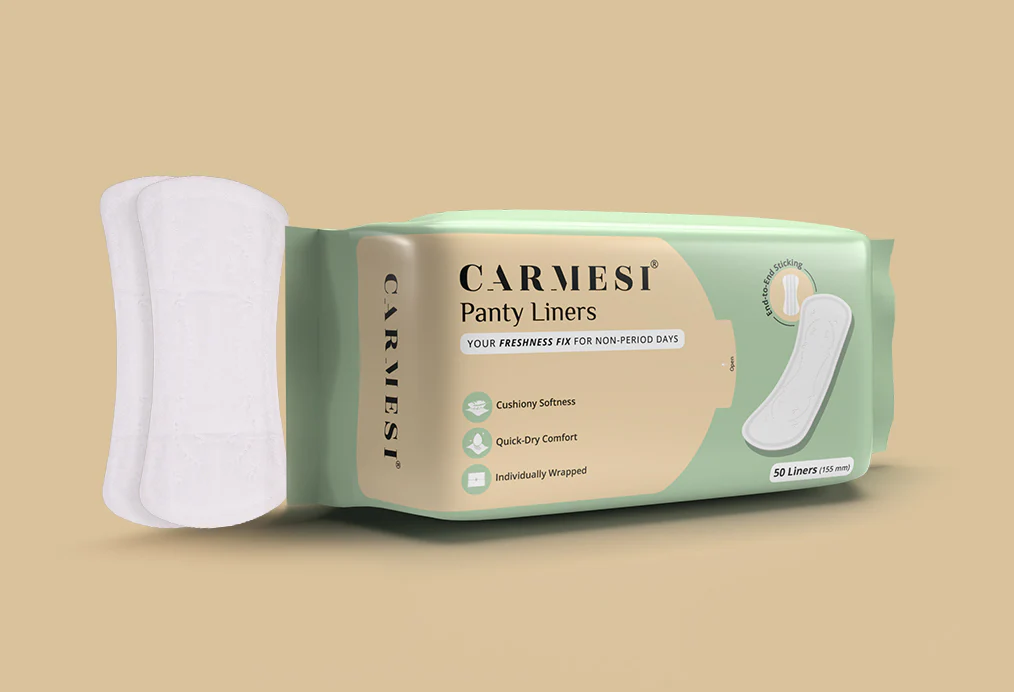 CARMESI®
CARMESI®
Panty Liners
YOUR FRESHNESS FIX FOR NON-PERIOD DAYS
Cushiony Softness
Quick-Dry Comfort
Individually Wrapped
Open
End-to-End Sticking
50 Liners (155 mm)